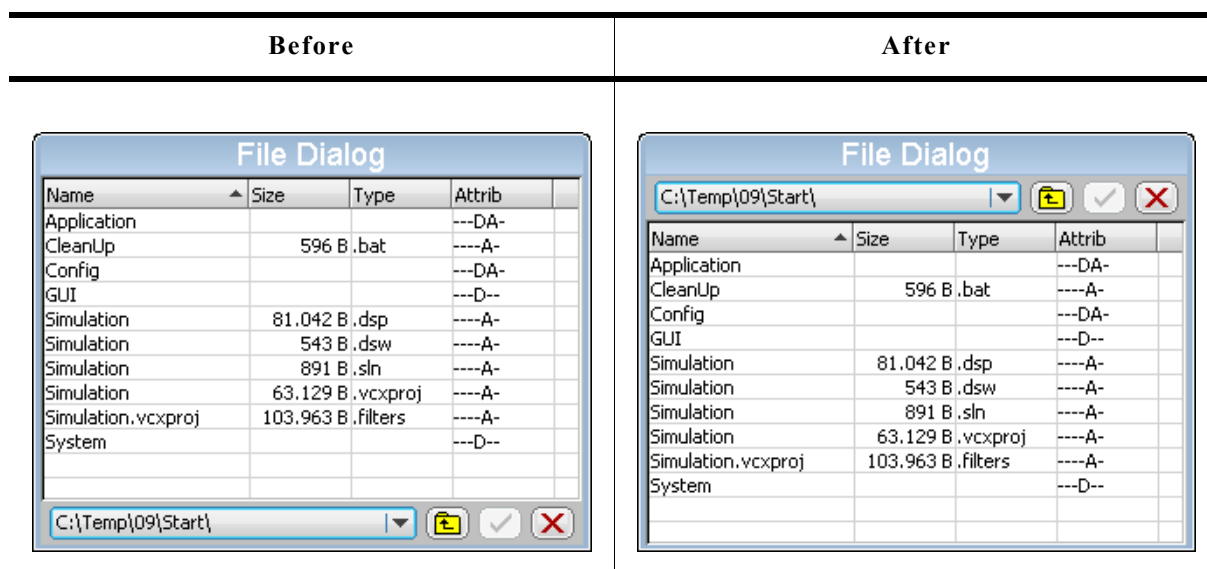 Before After
File Dialog
Name Size Type Attrib
Application ---DA-
CleanUp 596 B .bat ----A-
Config ---DA-
GUI ---D--
Simulation 81.042 B .dsp ----A-
Simulation 543 B .dsw ----A-
Simulation 891 B .sln ----A-
Simulation 63.129 B .vcxproj ----A-
Simulation.vcxproj 103.963 B .filters ----A-
System ---D--
C:\Temp\09\Start\
File Dialog
C:\Temp\09\Start\
Name Size Type Attrib
Application ---DA-
CleanUp 596 B .bat ----A-
Config ---DA-
GUI ---D--
Simulation 81.042 B .dsp ----A-
Simulation 543 B .dsw ----A-
Simulation 891 B .sln ----A-
Simulation 63.129 B .vcxproj ----A-
Simulation.vcxproj 103.963 B .filters ----A-
System ---D--